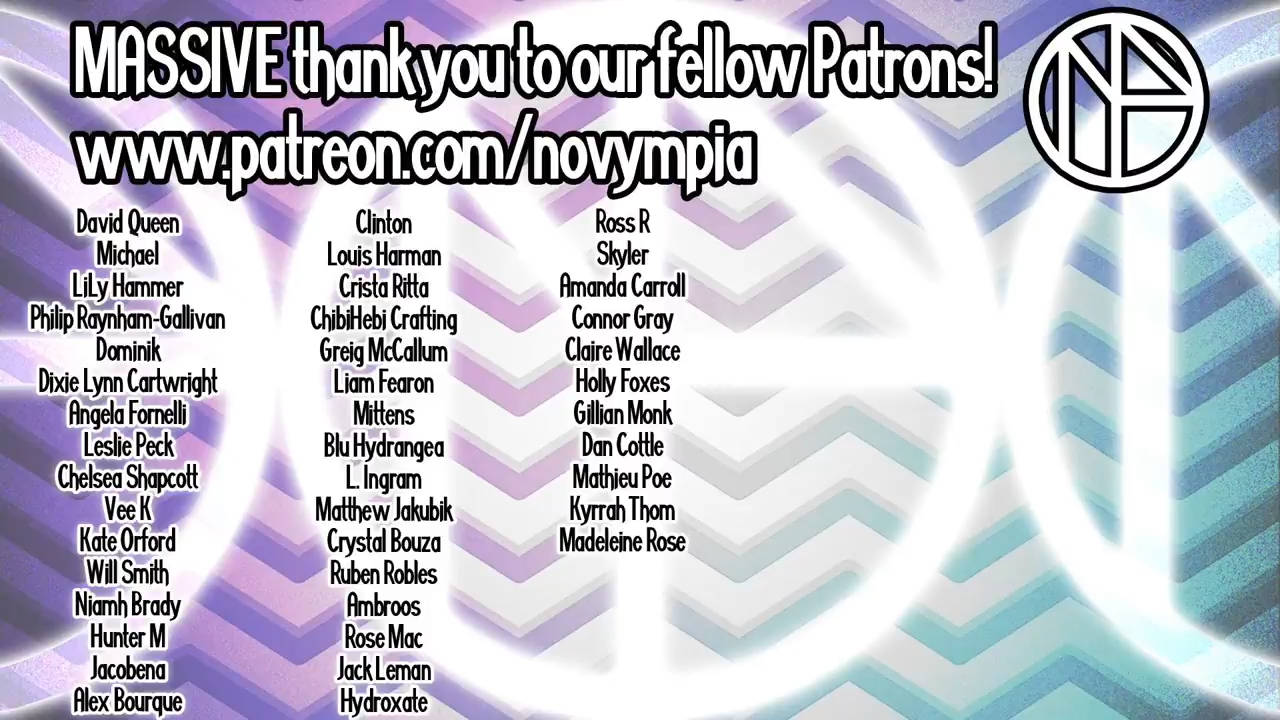 MASSIVE thank you to our fellow Patrons!
www.patreon.com/novympia
David Queen
Michael
LiLy Hammer
Philip Raynham-Gallivan
Dominik
Dixie Lynn Cartwright
Angela Fornelli
Leslie Peck
Chelsea Shapcott
Vee K
Kate Orford
Will Smith
Niamh Brady
Hunter M
Jacobena
Alex Bourque
Clinton
Louis Harman
Crista Ritta
ChibiHebi Crafting
Greig McCallum
Liam Fearon
Mittens
Blu Hydrangea
L. Ingram
Matthew Jakubik
Crystal Bouza
Ruben Robles
Ambroos
Rose Mac
Jack Leman
Hydroxate
Ross R
Skyler
Amanda Carroll
Connor Gray
Claire Wallace
Holly Foxes
Gillian Monk
Dan Cottle
Mathieu Poe
Kyrrah Thom
Madeleine Rose